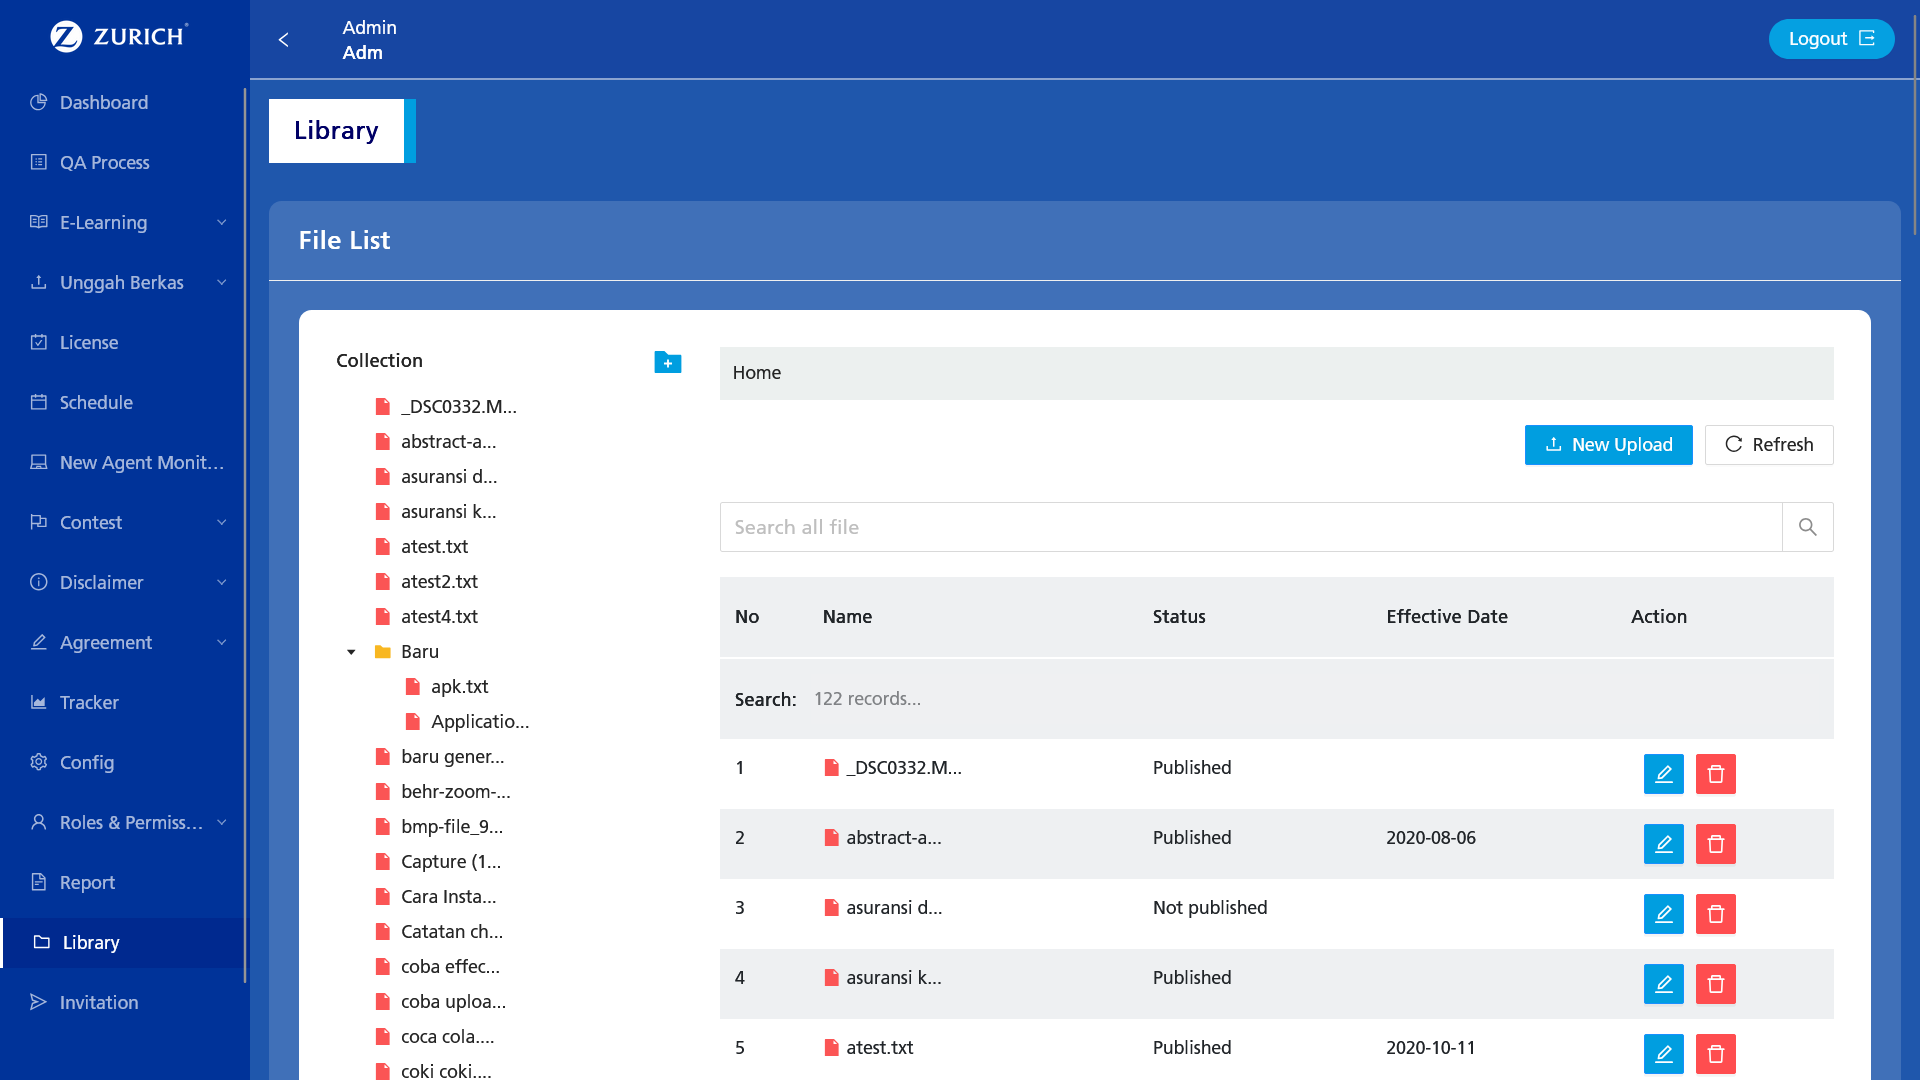 ZURICH
Dashboard
QA Process
E-Learning
Unggah Berkas
License
Schedule
New Agent Monit...
Contest
Disclaimer
Agreement
Tracker
Config
Roles & Permiss...
Report
Library
Invitation
Admin
Adm
Logout
Library
File List
Collection
_DSC0332.M...
abstract-a...
asuransi d...
asuransi k...
atest.txt
atest2.txt
atest4.txt
Baru
apk.txt
Applicatio...
baru gener...
behr-zoom-...
bmp-file_9...
Capture (1...
Cara Insta...
Catatan ch...
coba effec...
coba uploa...
coca cola....
coki coki....
Home
New Upload
Refresh
Search all file
No Name Status Effective Date Action
Search: 122 records...
1 _DSC0332.M... Published
2 abstract-a... Published 2020-08-06
3 asuransi d... Not published
4 asuransi k... Published
5 atest.txt Published 2020-10-11